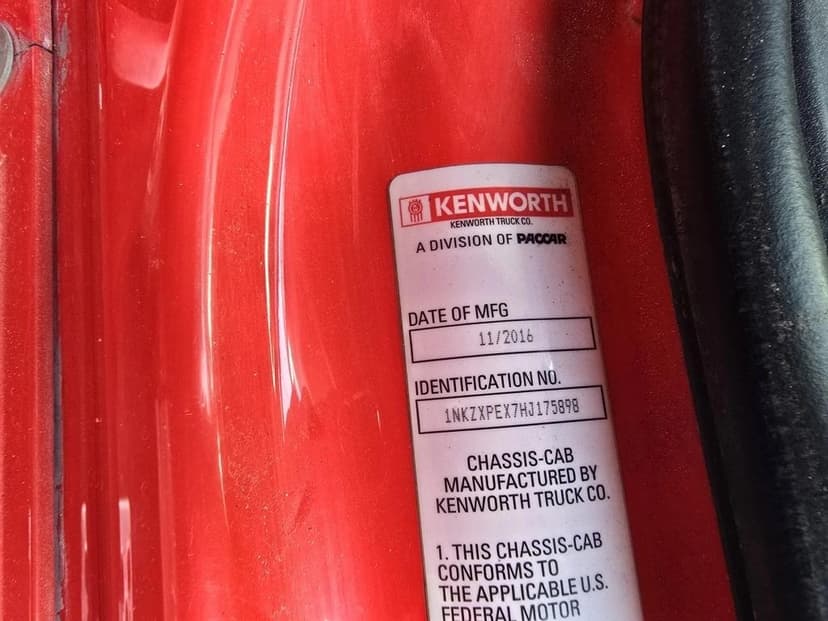 KENWORTH
KENWORTH TRUCK CO.
A DIVISION OF PACCAR
DATE OF MFG
11/2016
IDENTIFICATION NO.
1NKZXPEX7HJ175898
CHASSIS-CAB
MANUFACTURED BY
KENWORTH TRUCK CO.
1. THIS CHASSIS-CAB
CONFORMS TO
THE APPLICABLE U.S.
FEDERAL MOTOR